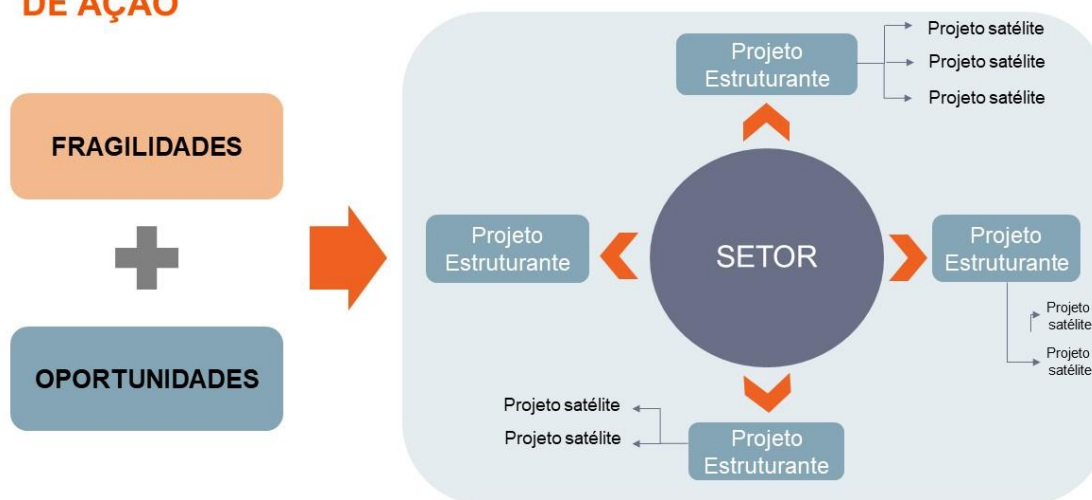 DE AÇÃO
FRAGILIDADES
OPORTUNIDADES
Projeto
Estruturante
Projeto satélite
Projeto satélite
Projeto satélite
Projeto
Estruturante
SETOR
Projeto
Estruturante
Projeto
satélite
Projeto
satélite
Projeto satélite
Projeto satélite
Projeto
Estruturante